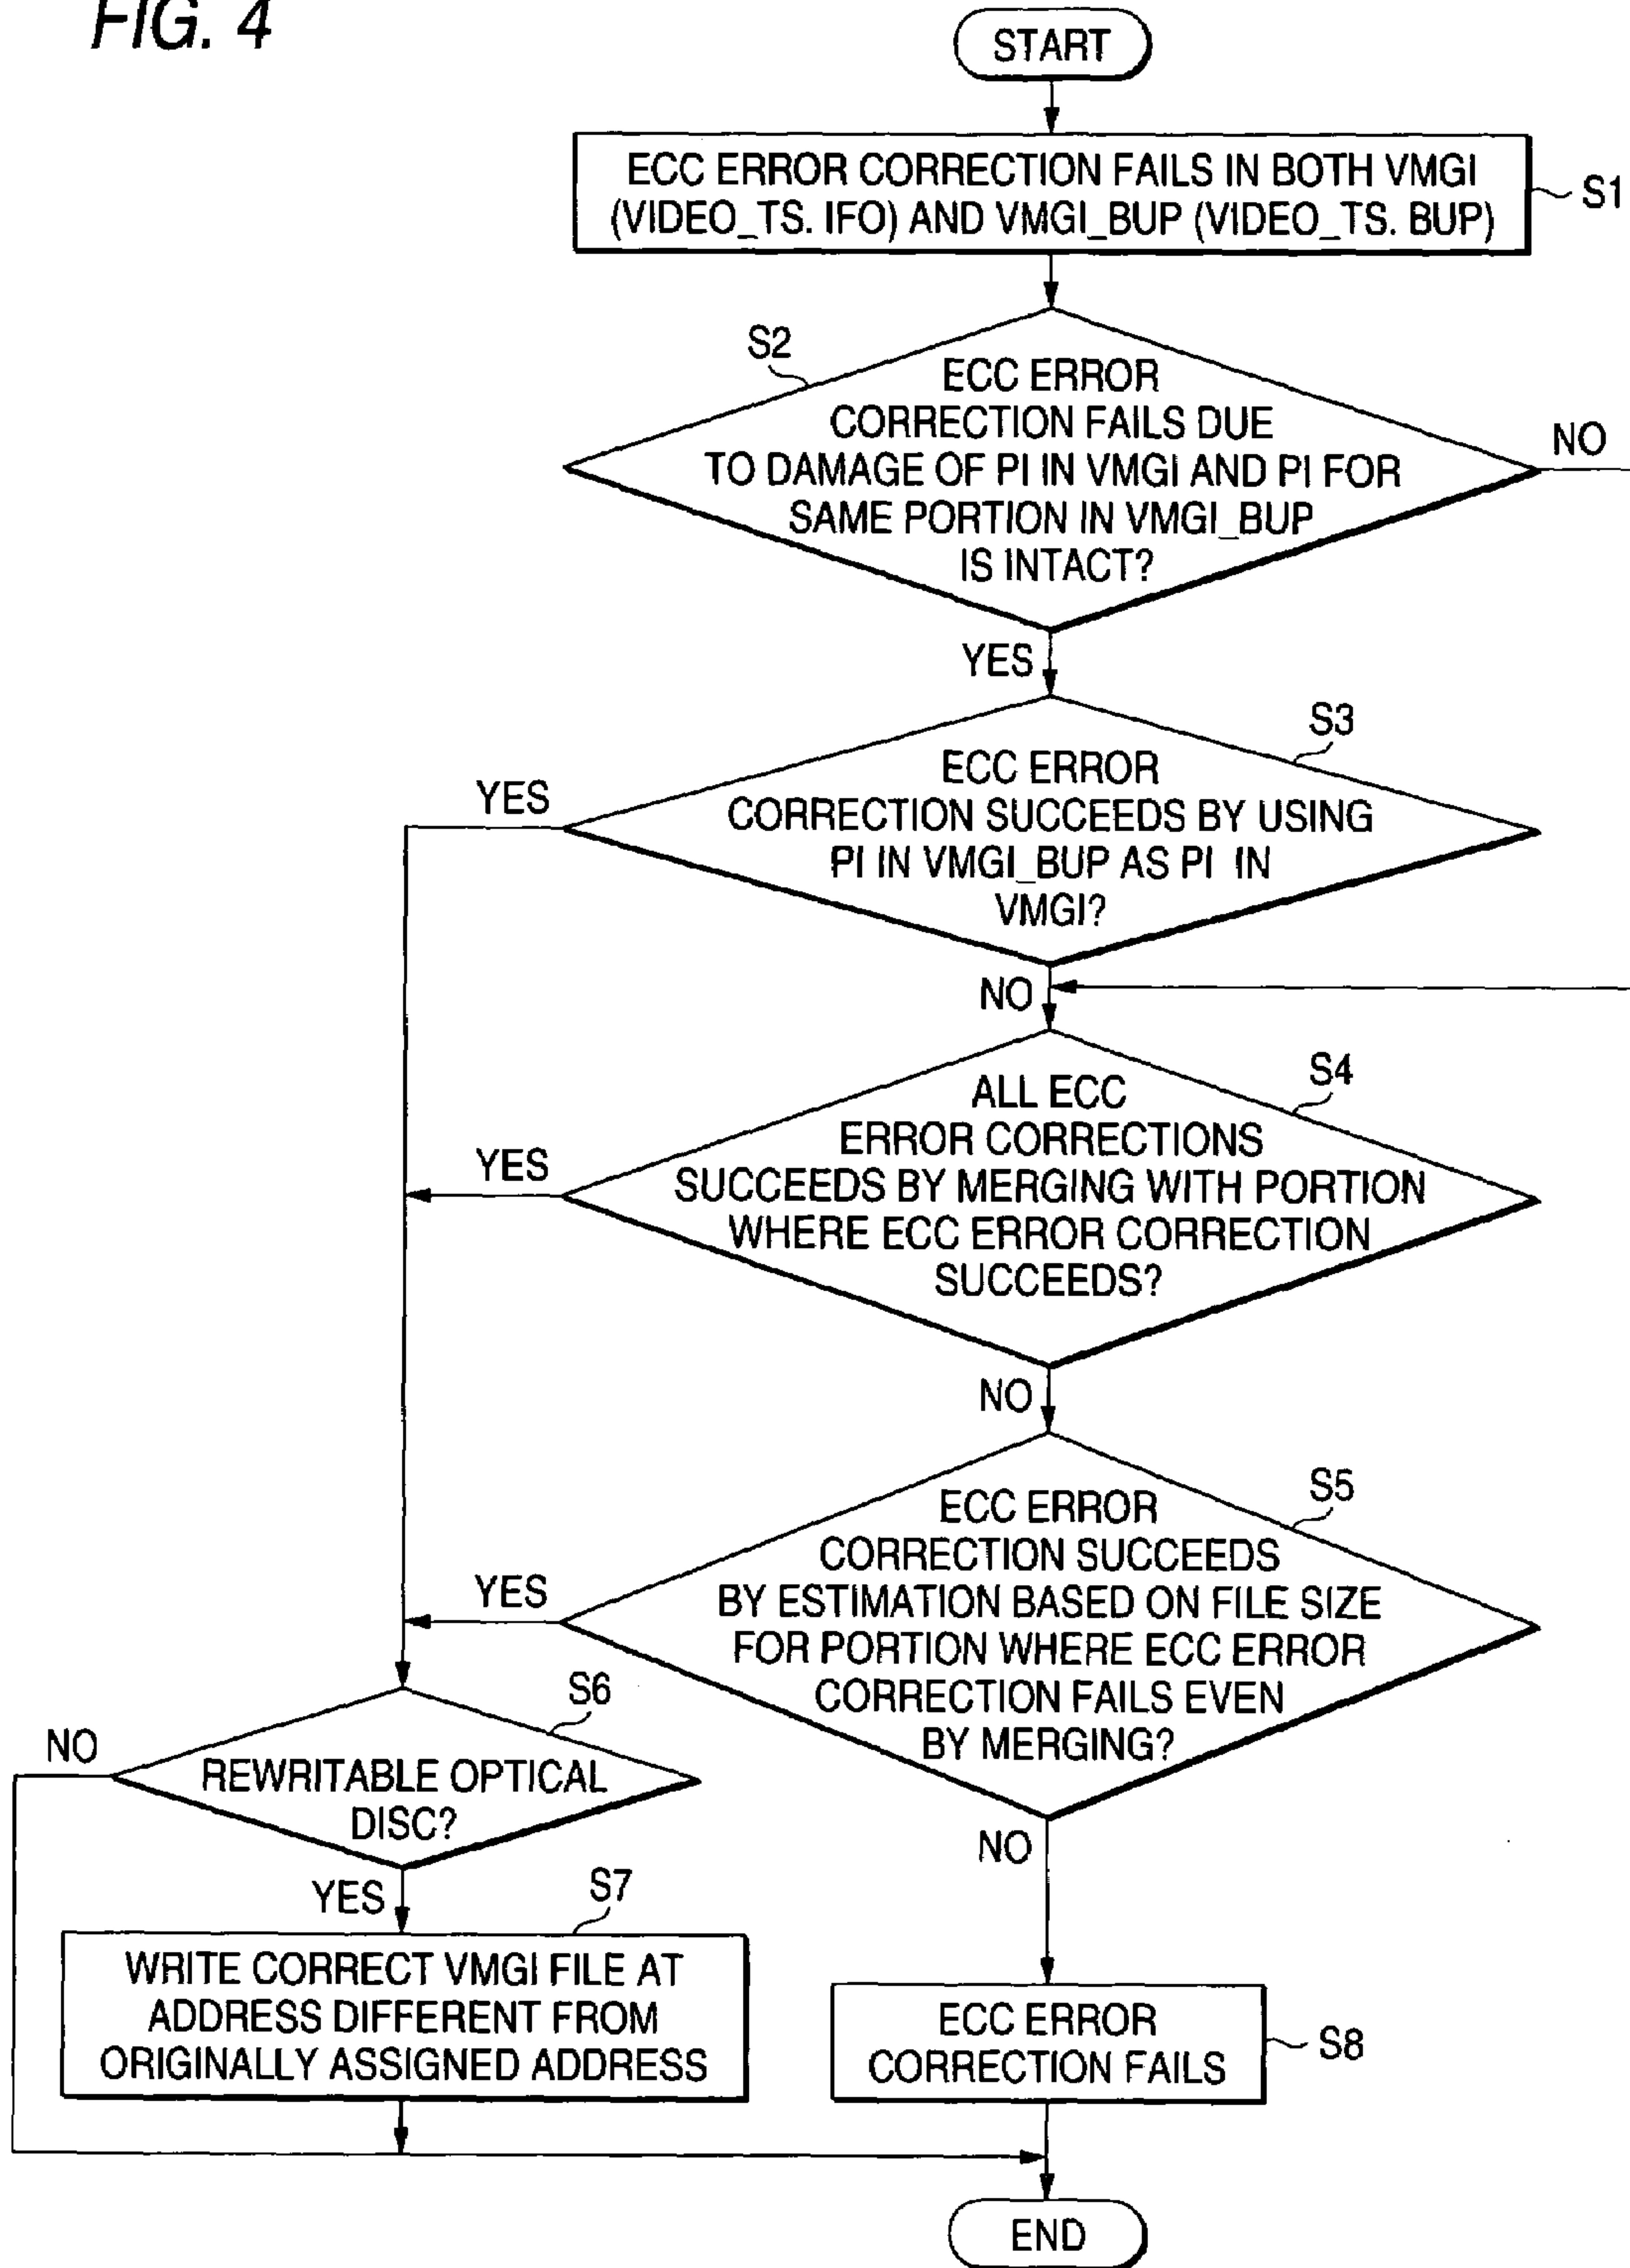 FIG. 4
START
ECC ERROR CORRECTION FAILS IN BOTH VMGI
(VIDEO_TS. IFO) AND VMGI_BUP (VIDEO_TS. BUP)
S1
S2
ECC ERROR
CORRECTION FAILS DUE
TO DAMAGE OF PI IN VMGI AND PI FOR
SAME PORTION IN VMGI_BUP
IS INTACT?
NO
YES
S3
ECC ERROR
CORRECTION SUCCEEDS BY USING
PI IN VMGI_BUP AS PI IN
VMGI?
YES
NO
S4
ALL ECC
ERROR CORRECTIONS
SUCCEEDS BY MERGING WITH PORTION
WHERE ECC ERROR CORRECTION
SUCCEEDS?
YES
NO
S5
ECC ERROR
CORRECTION SUCCEEDS
BY ESTIMATION BASED ON FILE SIZE
FOR PORTION WHERE ECC ERROR
CORRECTION FAILS EVEN
BY MERGING?
YES
NO
S6
REWRITABLE OPTICAL
DISC?
NO
YES
S7
WRITE CORRECT VMGI FILE AT
ADDRESS DIFFERENT FROM
ORIGINALLY ASSIGNED ADDRESS
ECC ERROR
CORRECTION FAILS
S8
END